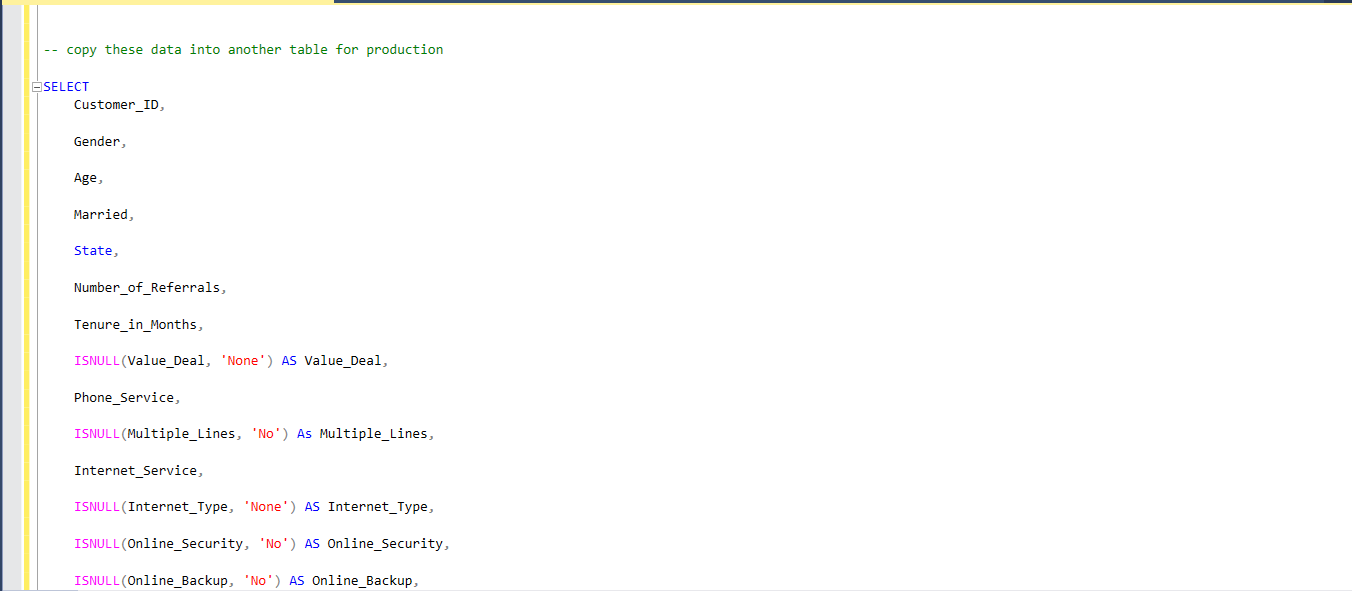 -- copy these data into another table for production
SELECT
Customer_ID,
Gender,
Age,
Married,
State,
Number_of_Referrals,
Tenure_in_Months,
ISNULL(Value_Deal, 'None') AS Value_Deal,
Phone_Service,
ISNULL(Multiple_Lines, 'No') As Multiple_Lines,
Internet_Service,
ISNULL(Internet_Type, 'None') AS Internet_Type,
ISNULL(Online_Security, 'No') AS Online_Security,
ISNULL(Online_Backup, 'No') AS Online_Backup,